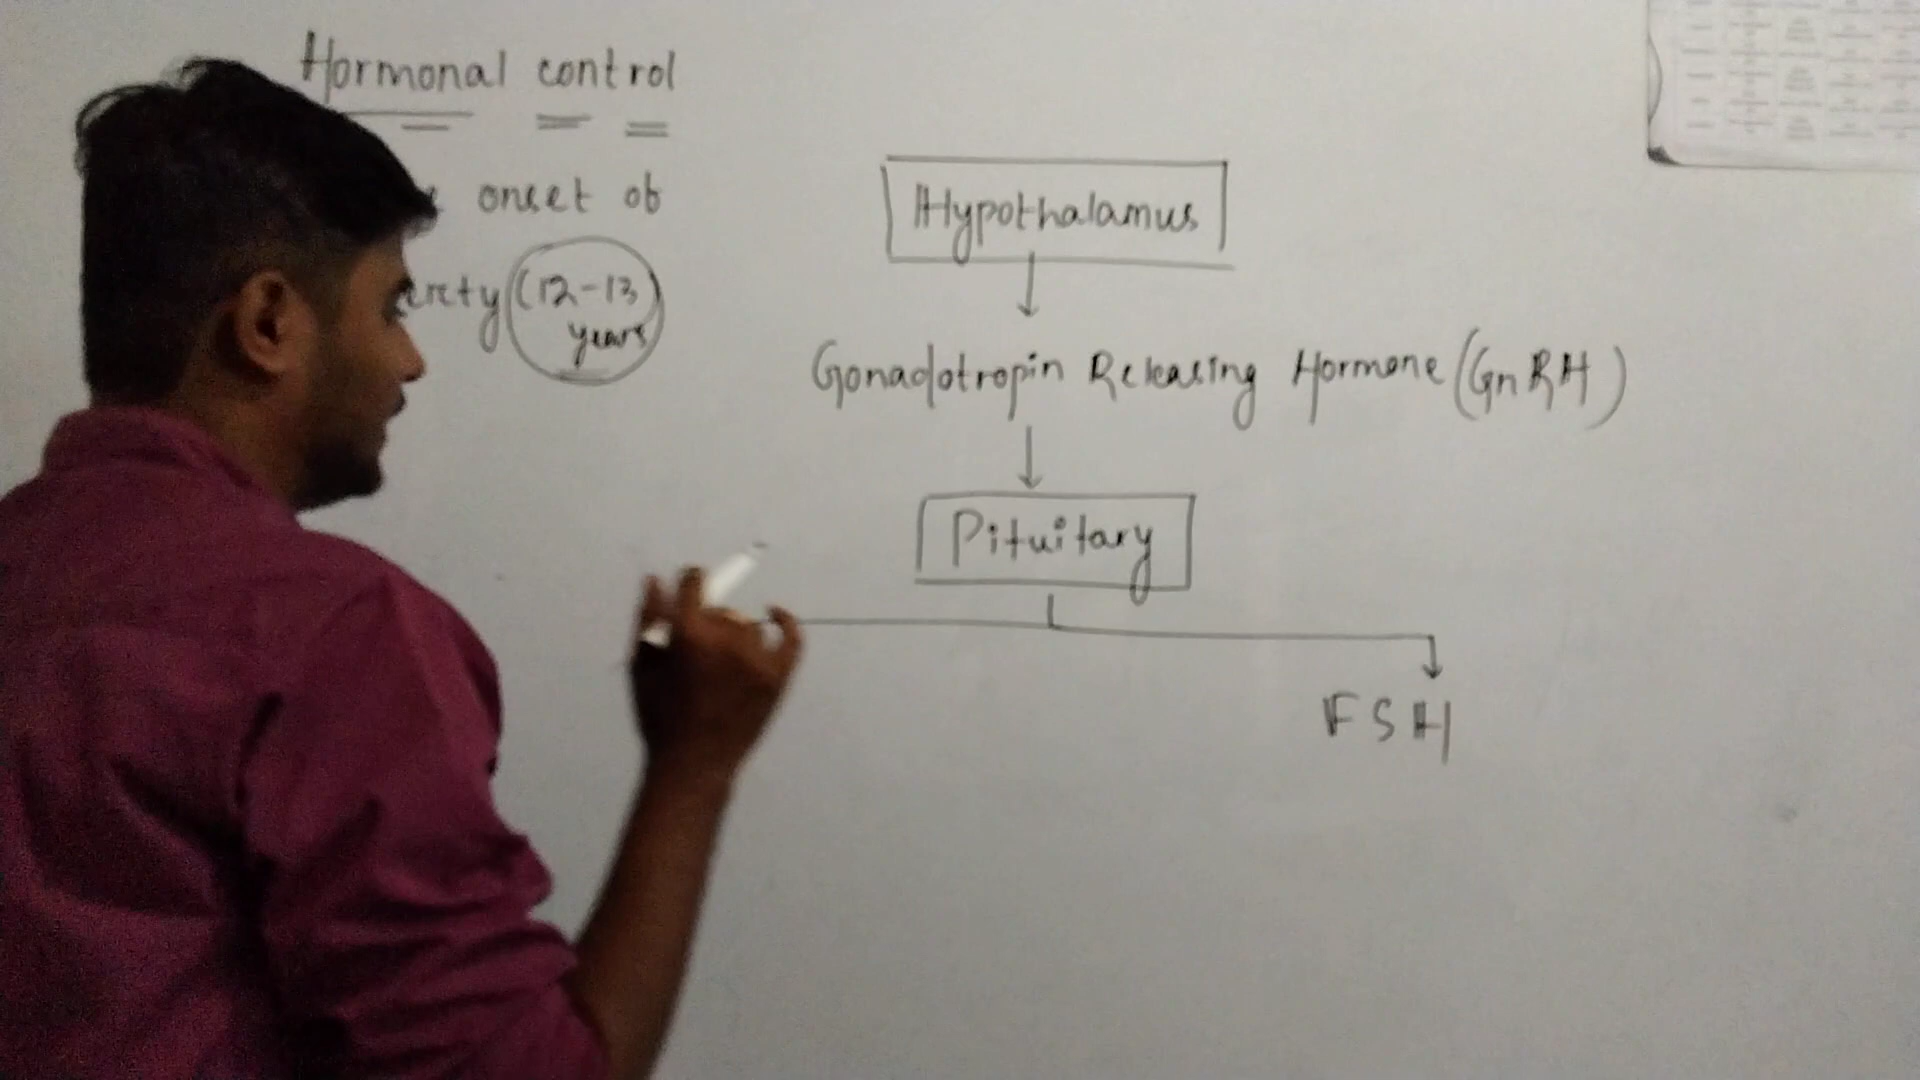 Hormonal control
onset of
(12-13
years)
Hypothalamus
Gonadotropin Releasing Hormone (GnRH)
Pituitary
FSH